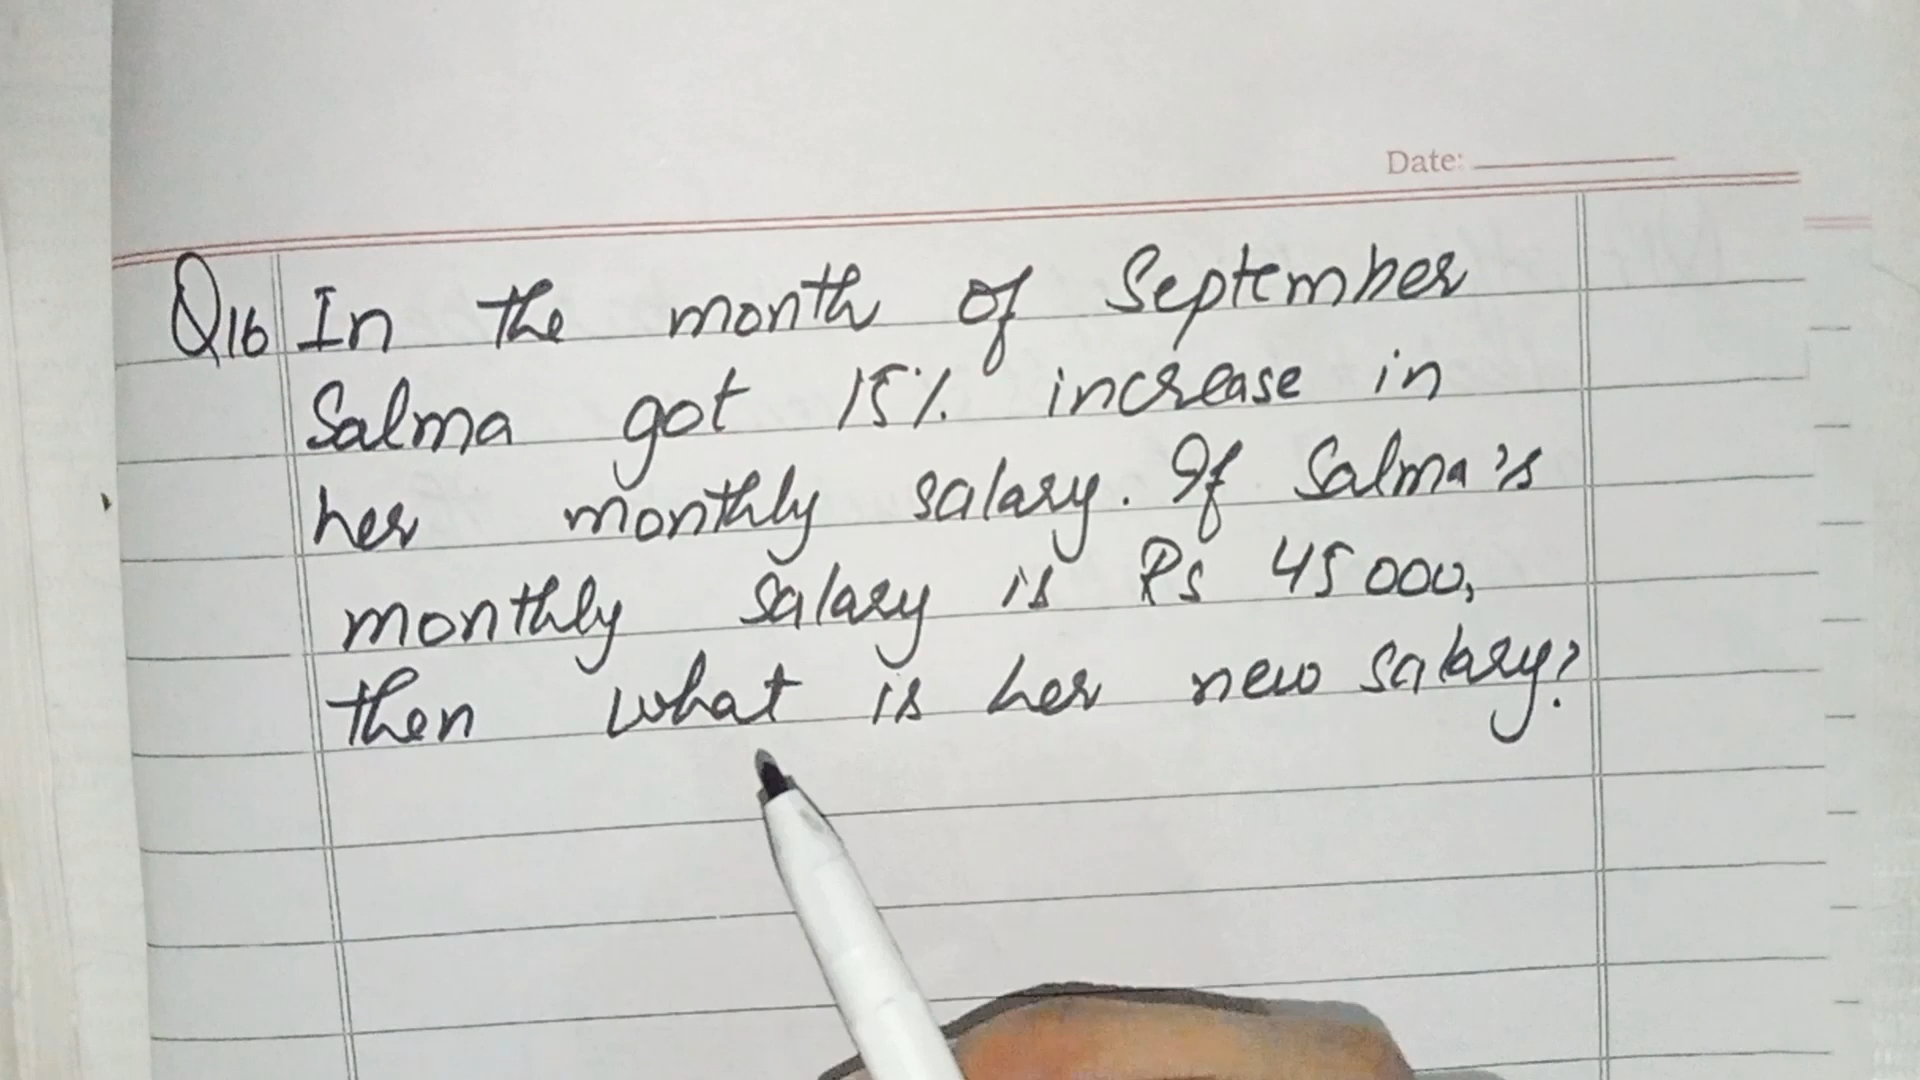 Date:
Q16 In the month of September
Salma got 15% increase in
her monthly salary. If Salma's
monthly salary is Rs 45000,
then what is her new salary?